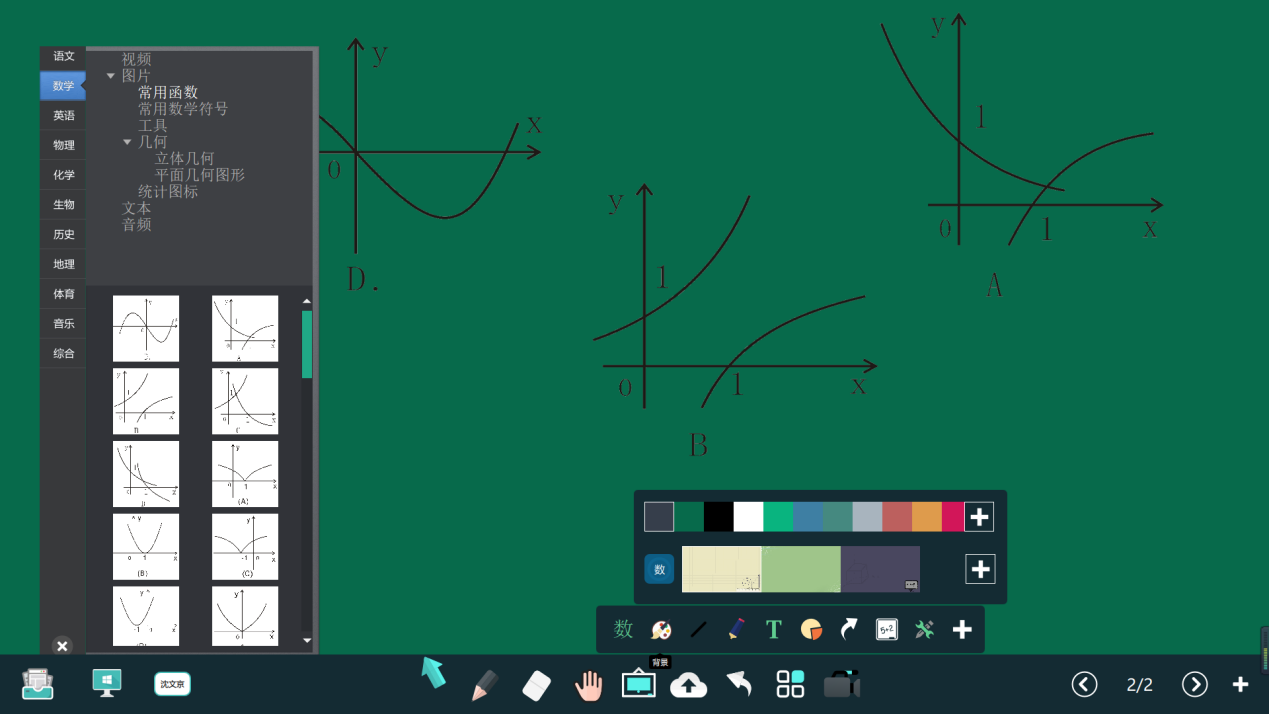 语文
数学
英语
物理
化学
生物
历史
地理
体育
音乐
综合
视频
图片
常用函数
常用数学符号
工具
几何
立体几何
平面几何图形
统计图标
文本
音频
y
x
0
D.
y
1
0
1
x
B
y
1
0
1
x
A
(A)
(B)
(C)
数
数
T
背景
沈文京
2/2